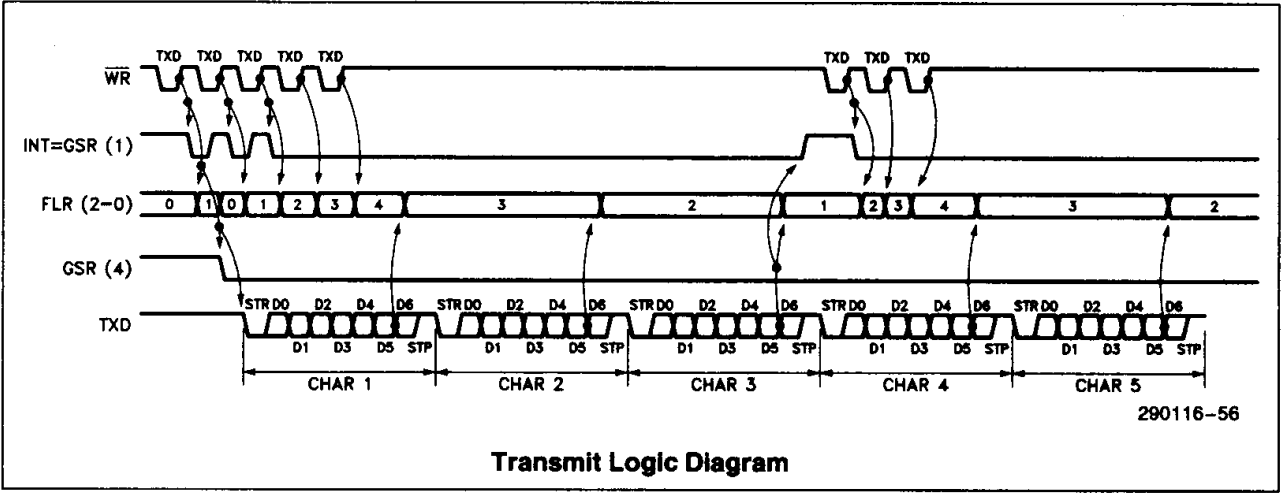 TXD TXD TXD TXD TXD TXD TXD TXD
WR
INT=GSR (1)
FLR (2-0) 0 1 0 1 2 3 4 3 2 1 2 3 4 3 2
GSR (4)
STR D0 D2 D4 D6 STR D0 D2 D4 D6 STR D0 D2 D4 D6 STR D0 D2 D4 D6 STR D0 D2 D4 D6
TXD
D1 D3 D5 STP D1 D3 D5 STP D1 D3 D5 STP D1 D3 D5 STP D1 D3 D5 STP
CHAR 1 CHAR 2 CHAR 3 CHAR 4 CHAR 5
290116-56
Transmit Logic Diagram